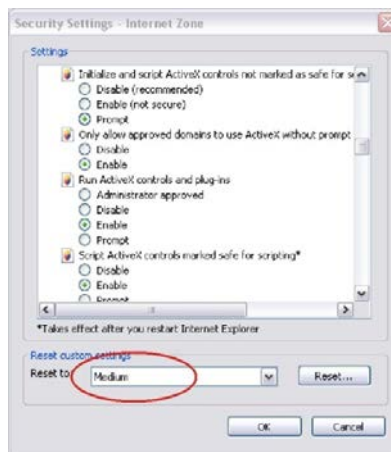 Security Settings - Internet Zone
Settings
Initialize and script ActiveX controls not marked as safe for s
Disable (recommended)
Enable (not secure)
Prompt
Only allow approved domains to use ActiveX without prompt
Disable
Enable
Run ActiveX controls and plug-ins
Administrator approved
Disable
Enable
Prompt
Script ActiveX controls marked safe for scripting*
Disable
Enable
Prompt
*Takes effect after you restart Internet Explorer
Reset custom settings
Reset to: Medium Reset...
OK Cancel